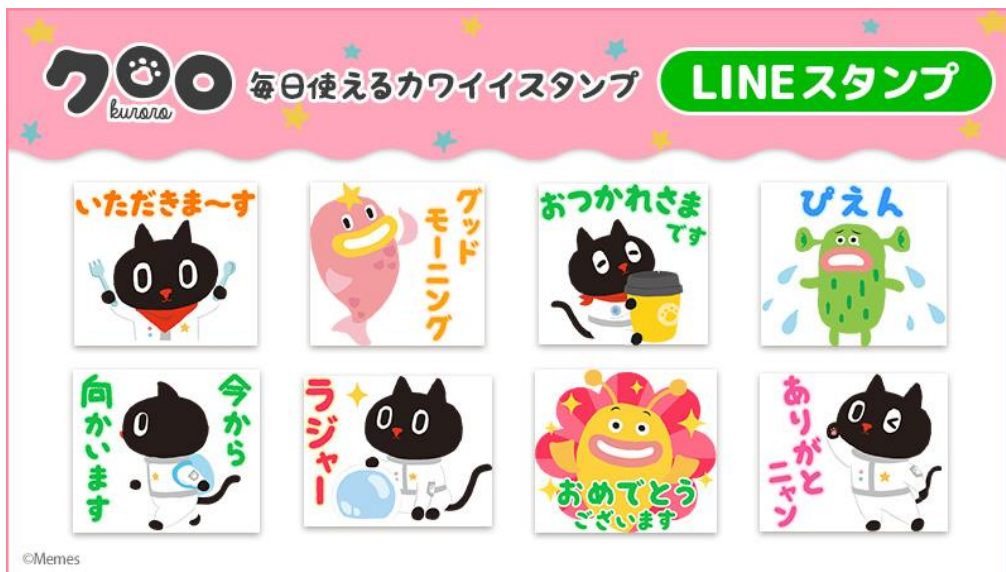 クロロ
kuroro
毎日使えるカワイイスタンプ
LINEスタンプ
いただきま〜す
グッド
モーニング
おつかれさま
です
ぴえん
今から
向かいます
ラジャー
おめでとう
ございます
ありがと
ニャン
©Memes